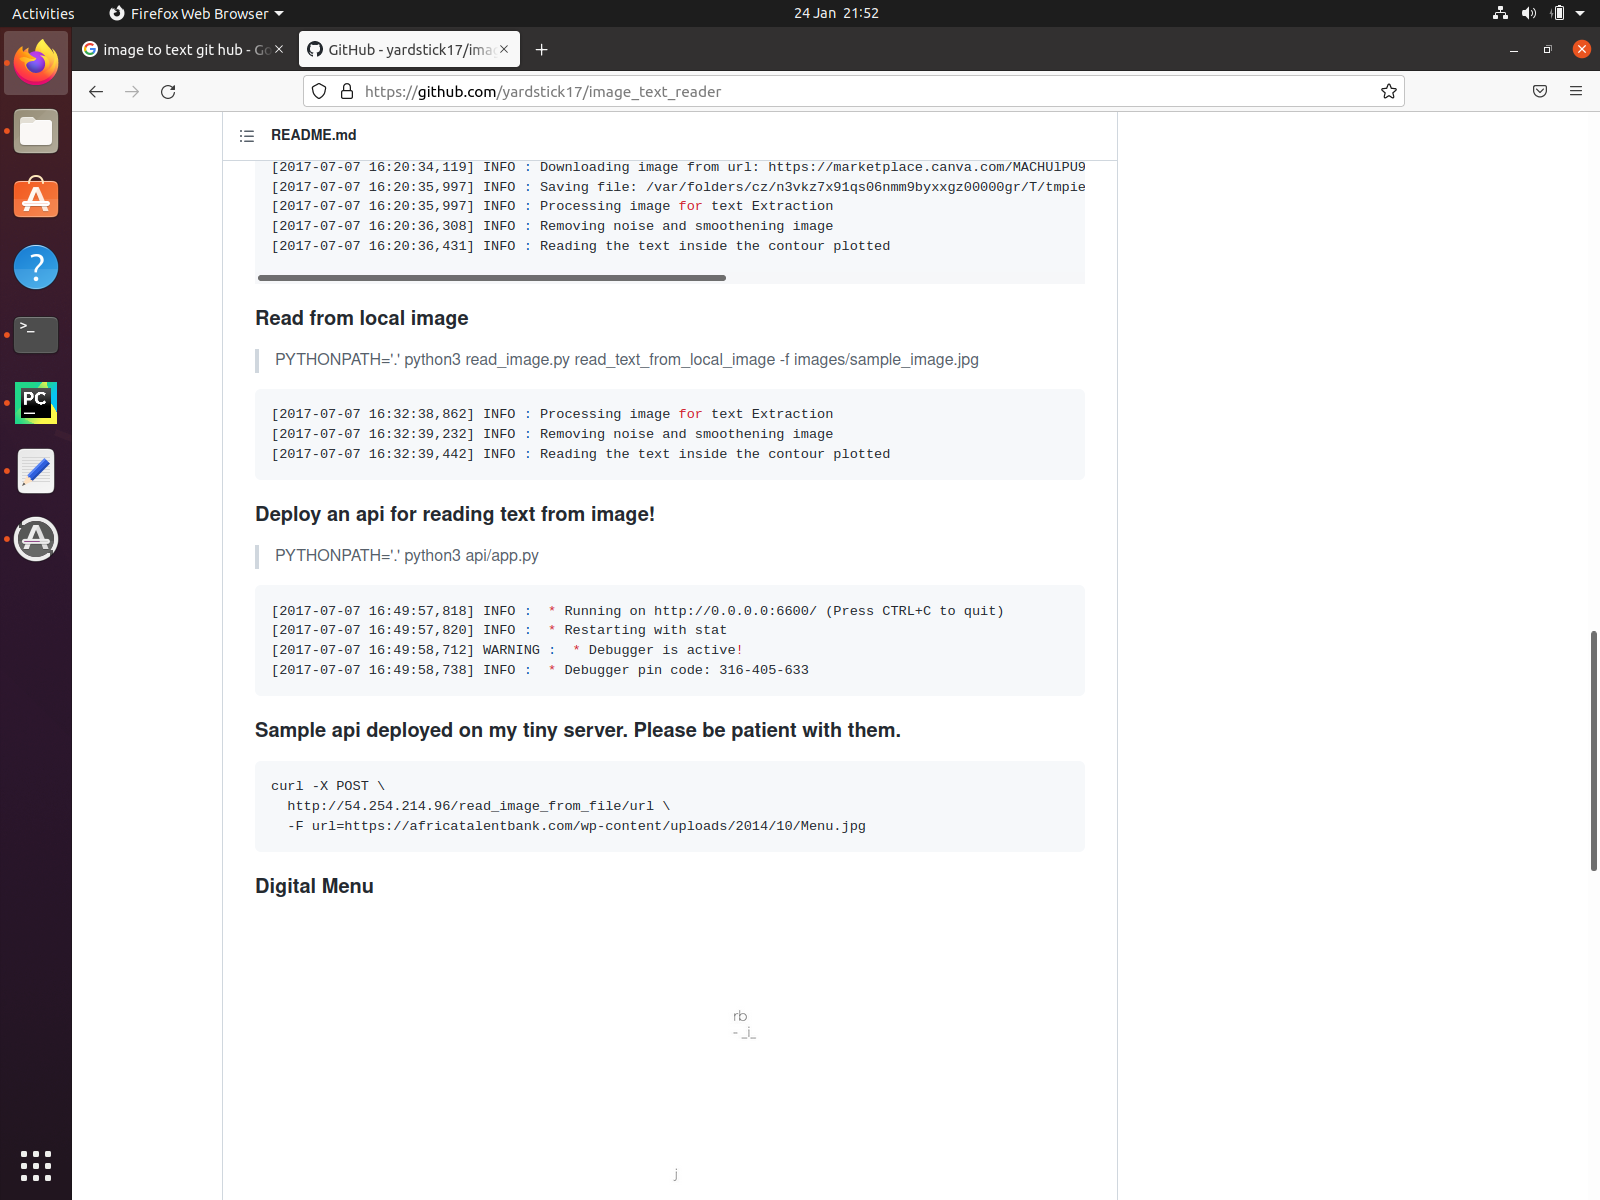 Activities
Firefox Web Browser
24 Jan 21:52
image to text git hub - Go
GitHub - yardstick17/ima
https://github.com/yardstick17/image_text_reader
README.md
[2017-07-07 16:20:34,119] INFO : Downloading image from url: https://marketplace.canva.com/MACHUlPU9
[2017-07-07 16:20:35,997] INFO : Saving file: /var/folders/cz/n3vkz7x91qs06nmm9byxxgz00000gr/T/tmpie
[2017-07-07 16:20:35,997] INFO : Processing image for text Extraction
[2017-07-07 16:20:36,308] INFO : Removing noise and smoothening image
[2017-07-07 16:20:36,431] INFO : Reading the text inside the contour plotted
Read from local image
PYTHONPATH='.' python3 read_image.py read_text_from_local_image -f images/sample_image.jpg
[2017-07-07 16:32:38,862] INFO : Processing image for text Extraction
[2017-07-07 16:32:39,232] INFO : Removing noise and smoothening image
[2017-07-07 16:32:39,442] INFO : Reading the text inside the contour plotted
Deploy an api for reading text from image!
PYTHONPATH='.' python3 api/app.py
[2017-07-07 16:49:57,818] INFO :  * Running on http://0.0.0.0:6600/ (Press CTRL+C to quit)
[2017-07-07 16:49:57,820] INFO :  * Restarting with stat
[2017-07-07 16:49:58,712] WARNING :  * Debugger is active!
[2017-07-07 16:49:58,738] INFO :  * Debugger pin code: 316-405-633
Sample api deployed on my tiny server. Please be patient with them.
curl -X POST \
http://54.254.214.96/read_image_from_file/url \
-F url=https://africatalentbank.com/wp-content/uploads/2014/10/Menu.jpg
Digital Menu
rb
- _i_
j